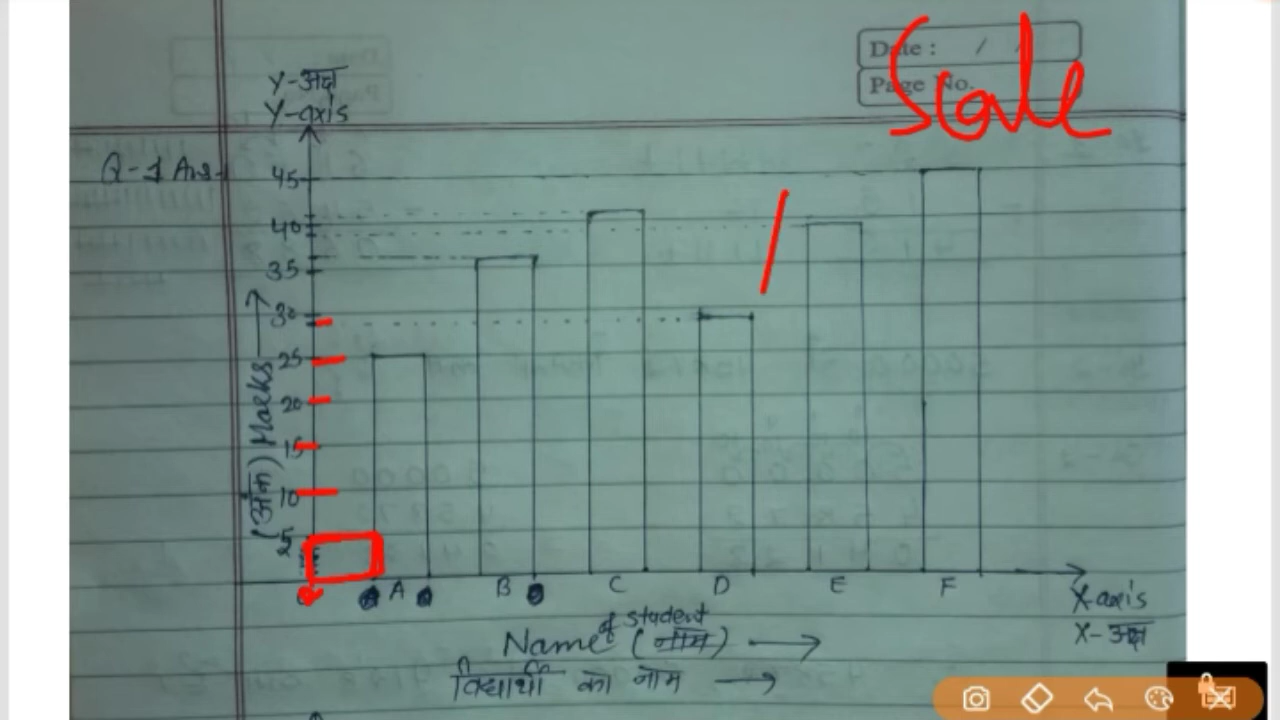 Scale
Date : / /
Page No.
Y-अक्ष
Y-axis
Q-1 Ans-
45
40
35
30
25
20
15
10
5
(अंक) Marks
A B C D E F
X-axis
X-अक्ष
Name of student (नाम)
विद्यार्थी का नाम